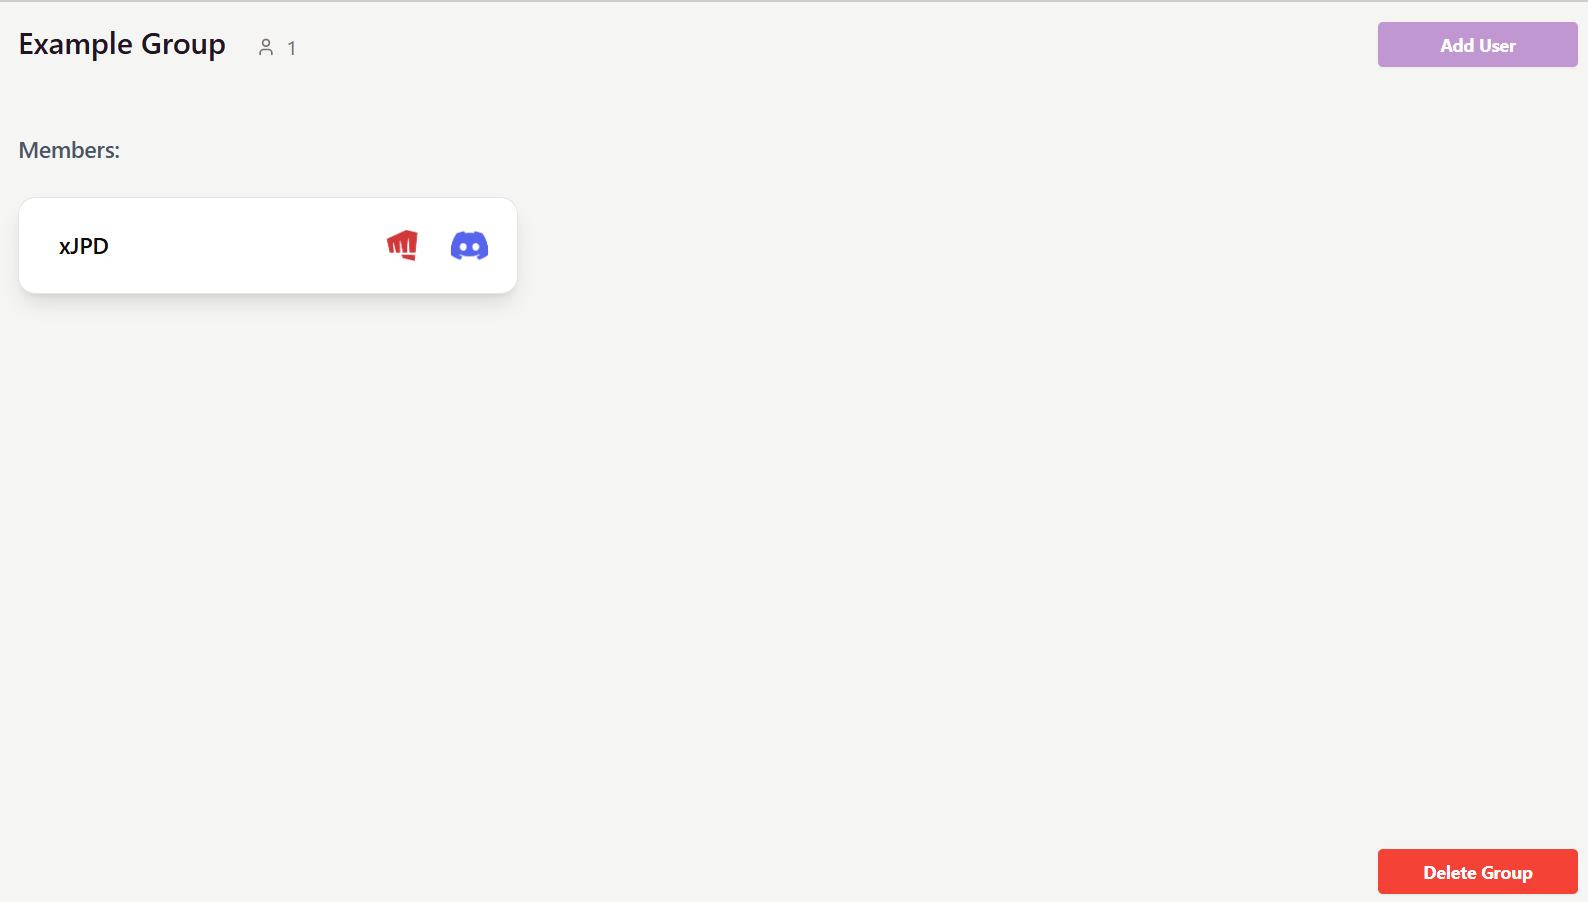 Example Group 1
Add User
Members:
xJPD
Delete Group